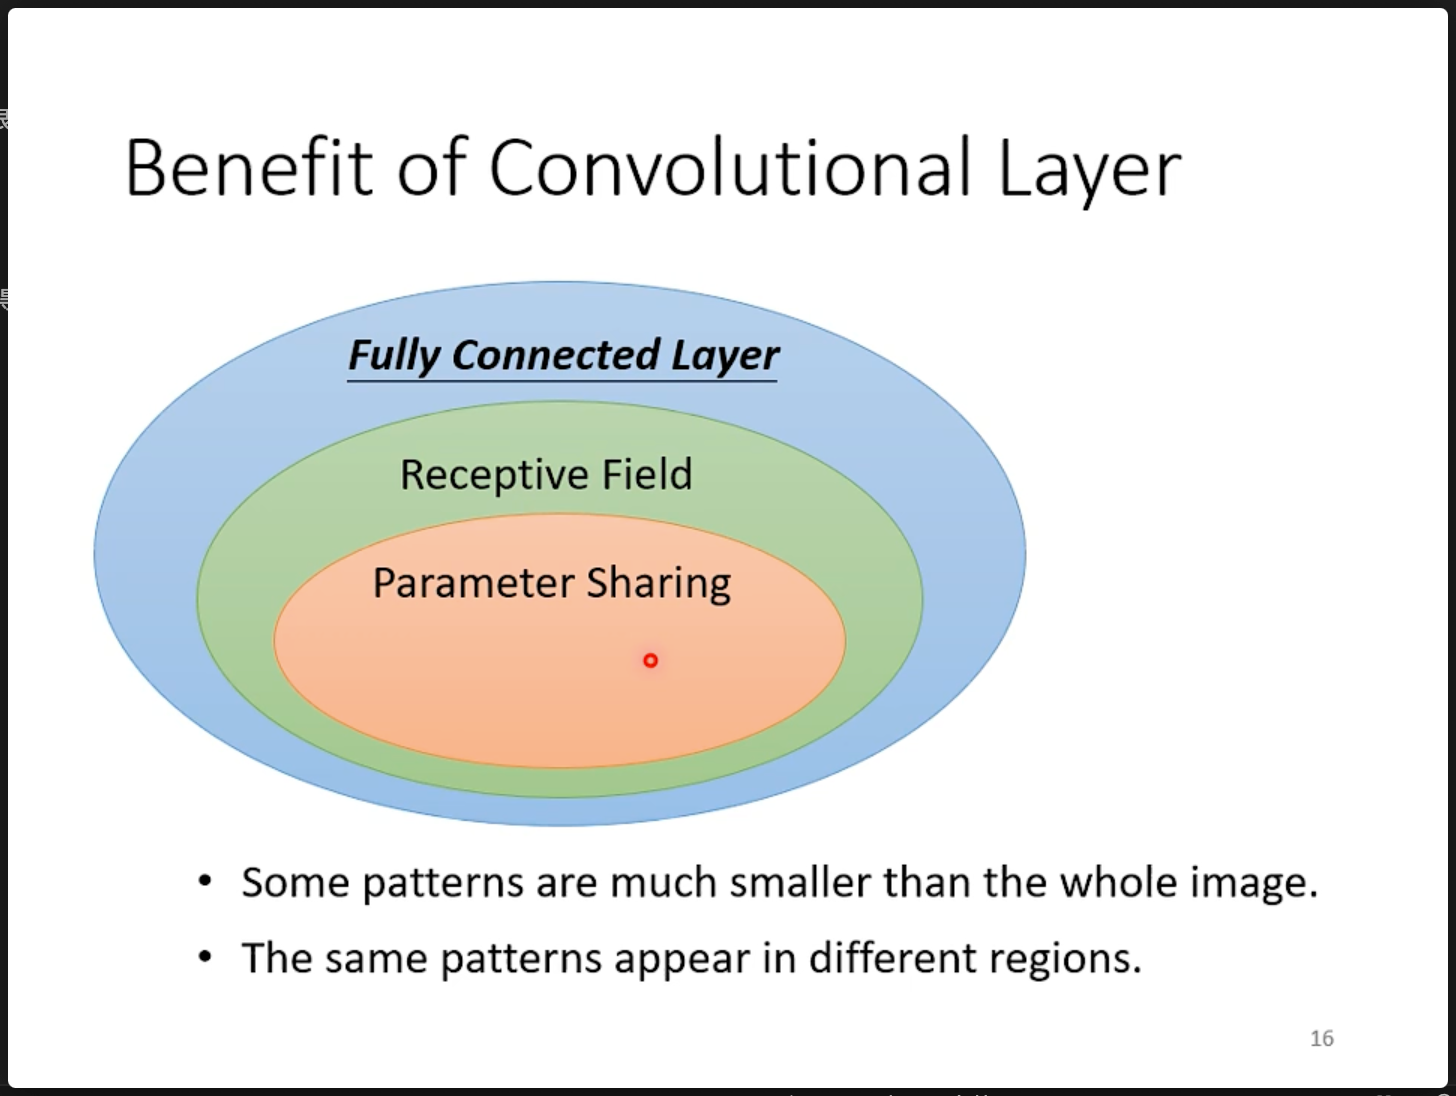 Benefit of Convolutional Layer
Fully Connected Layer
Receptive Field
Parameter Sharing
• Some patterns are much smaller than the whole image.
• The same patterns appear in different regions.
16